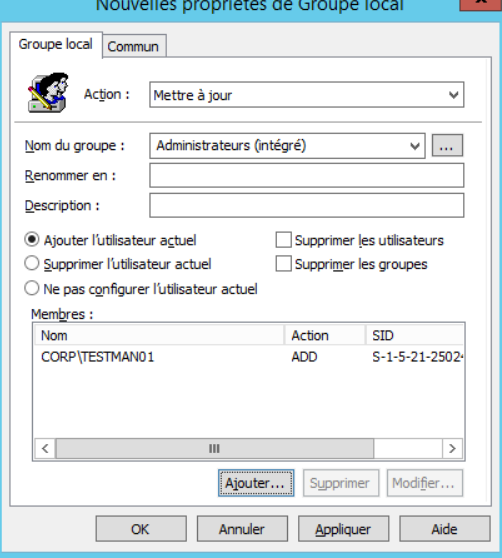 Nouvelles propriétés de Groupe local
x
Groupe local Commun
Action : Mettre à jour
Nom du groupe : Administrateurs (intégré) ...
Renommer en :
Description :
Ajouter l'utilisateur actuel Supprimer les utilisateurs
Supprimer l'utilisateur actuel Supprimer les groupes
Ne pas configurer l'utilisateur actuel
Membres :
Nom Action SID
CORP\TESTMAN01 ADD S-1-5-21-2502
Ajouter... Supprimer Modifier...
OK Annuler Appliquer Aide